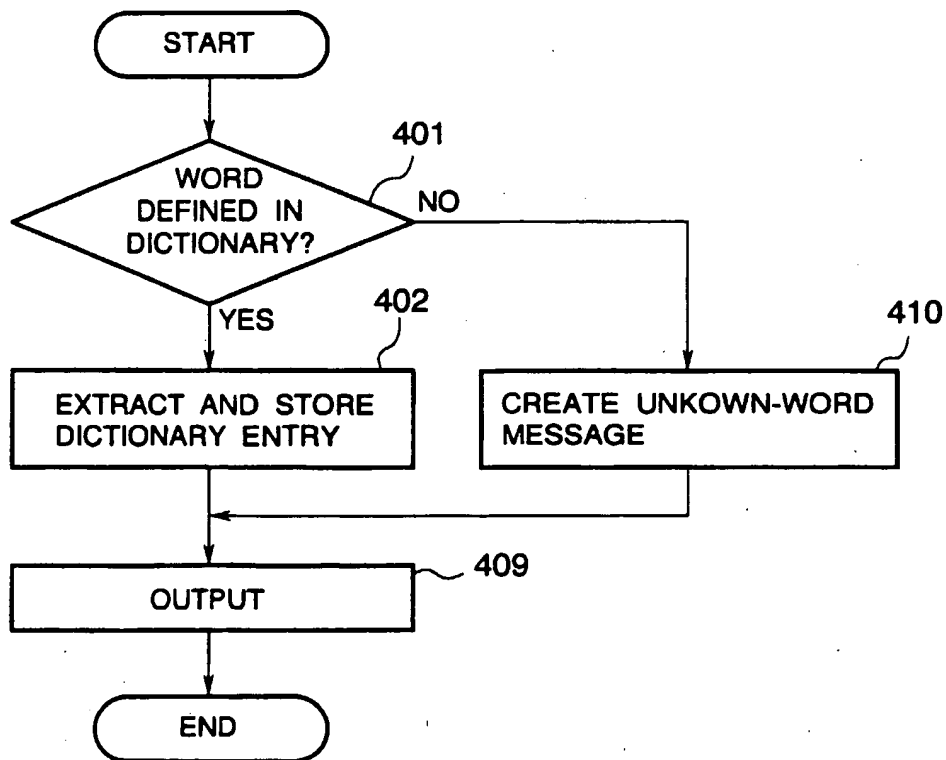 START
401
WORD
DEFINED IN
DICTIONARY?
NO
YES
402
410
EXTRACT AND STORE
DICTIONARY ENTRY
CREATE UNKOWN-WORD
MESSAGE
409
OUTPUT
END